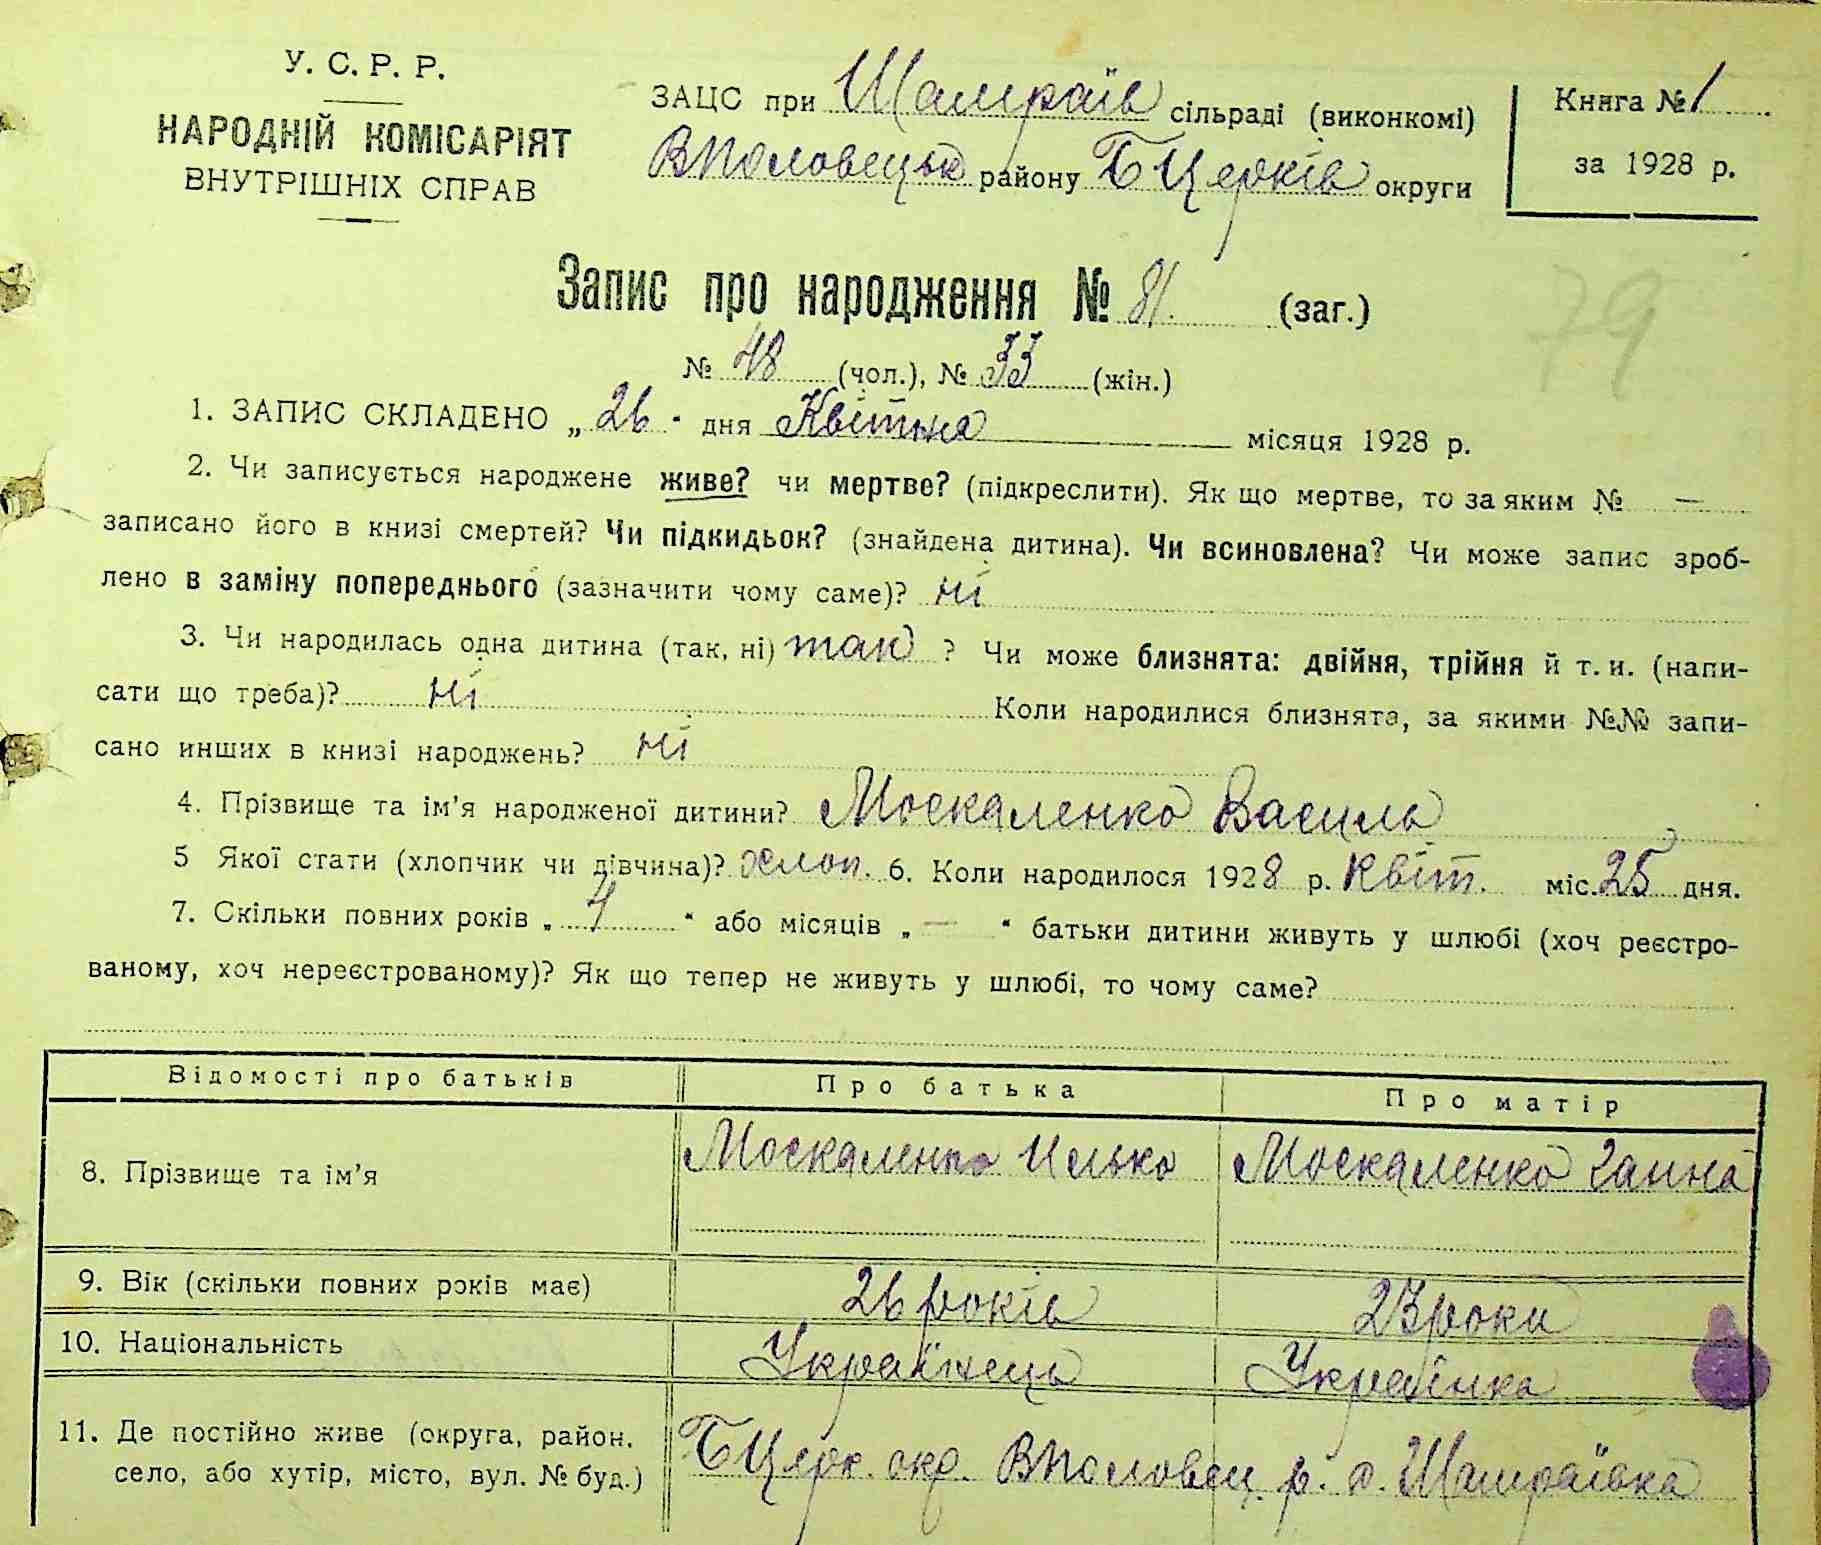 У. С. Р. Р.
НАРОДНІЙ КОМІСАРІЯТ
ВНУТРІШНІХ СПРАВ
ЗАЦС при Шамраїв сільраді (виконкомі)
ВПоловецьк району БЦерків округи
Книга № 1
за 1928 р.
Запис про народження № 81. (заг.)
79
№ 48 (чол.), № 33 (жін.)
1. ЗАПИС СКЛАДЕНО „ 26 “ дня Квітня місяця 1928 р.
2. Чи записується народжене живе? чи мертве? (підкреслити). Як що мертве, то за яким № —
записано його в книзі смертей? Чи підкидьок? (знайдена дитина). Чи всиновлена? Чи може запис зроб-
лено в заміну попереднього (зазначити чому саме)? ні
3. Чи народилась одна дитина (так, ні) так ? Чи може близнята: двійня, трійня й т. и. (напи-
сати що треба)? ні Коли народилися близнята, за якими №№ запи-
сано инших в книзі народжень? ні
4. Прізвище та ім'я народженої дитини? Москаленко Василь
5 Якої стати (хлопчик чи дівчина)? хлоп. 6. Коли народилося 1928 р. Квіт. міс. 25 дня.
7. Скільки повних років „ 4 “ або місяців „ — “ батьки дитини живуть у шлюбі (хоч реєстро-
ваному, хоч нереєстрованому)? Як що тепер не живуть у шлюбі, то чому саме?
Відомості про батьків Про батька Про матір
8. Прізвище та ім'я Москаленко Илько Москаленко Ганна
9. Вік (скільки повних років має) 26 років 23 роки
10. Національність Українець Українка
11. Де постійно живе (округа, район,
село, або хутір, місто, вул. № буд.) БЦерк. окр. ВПоловец. р. с. Шамраївка